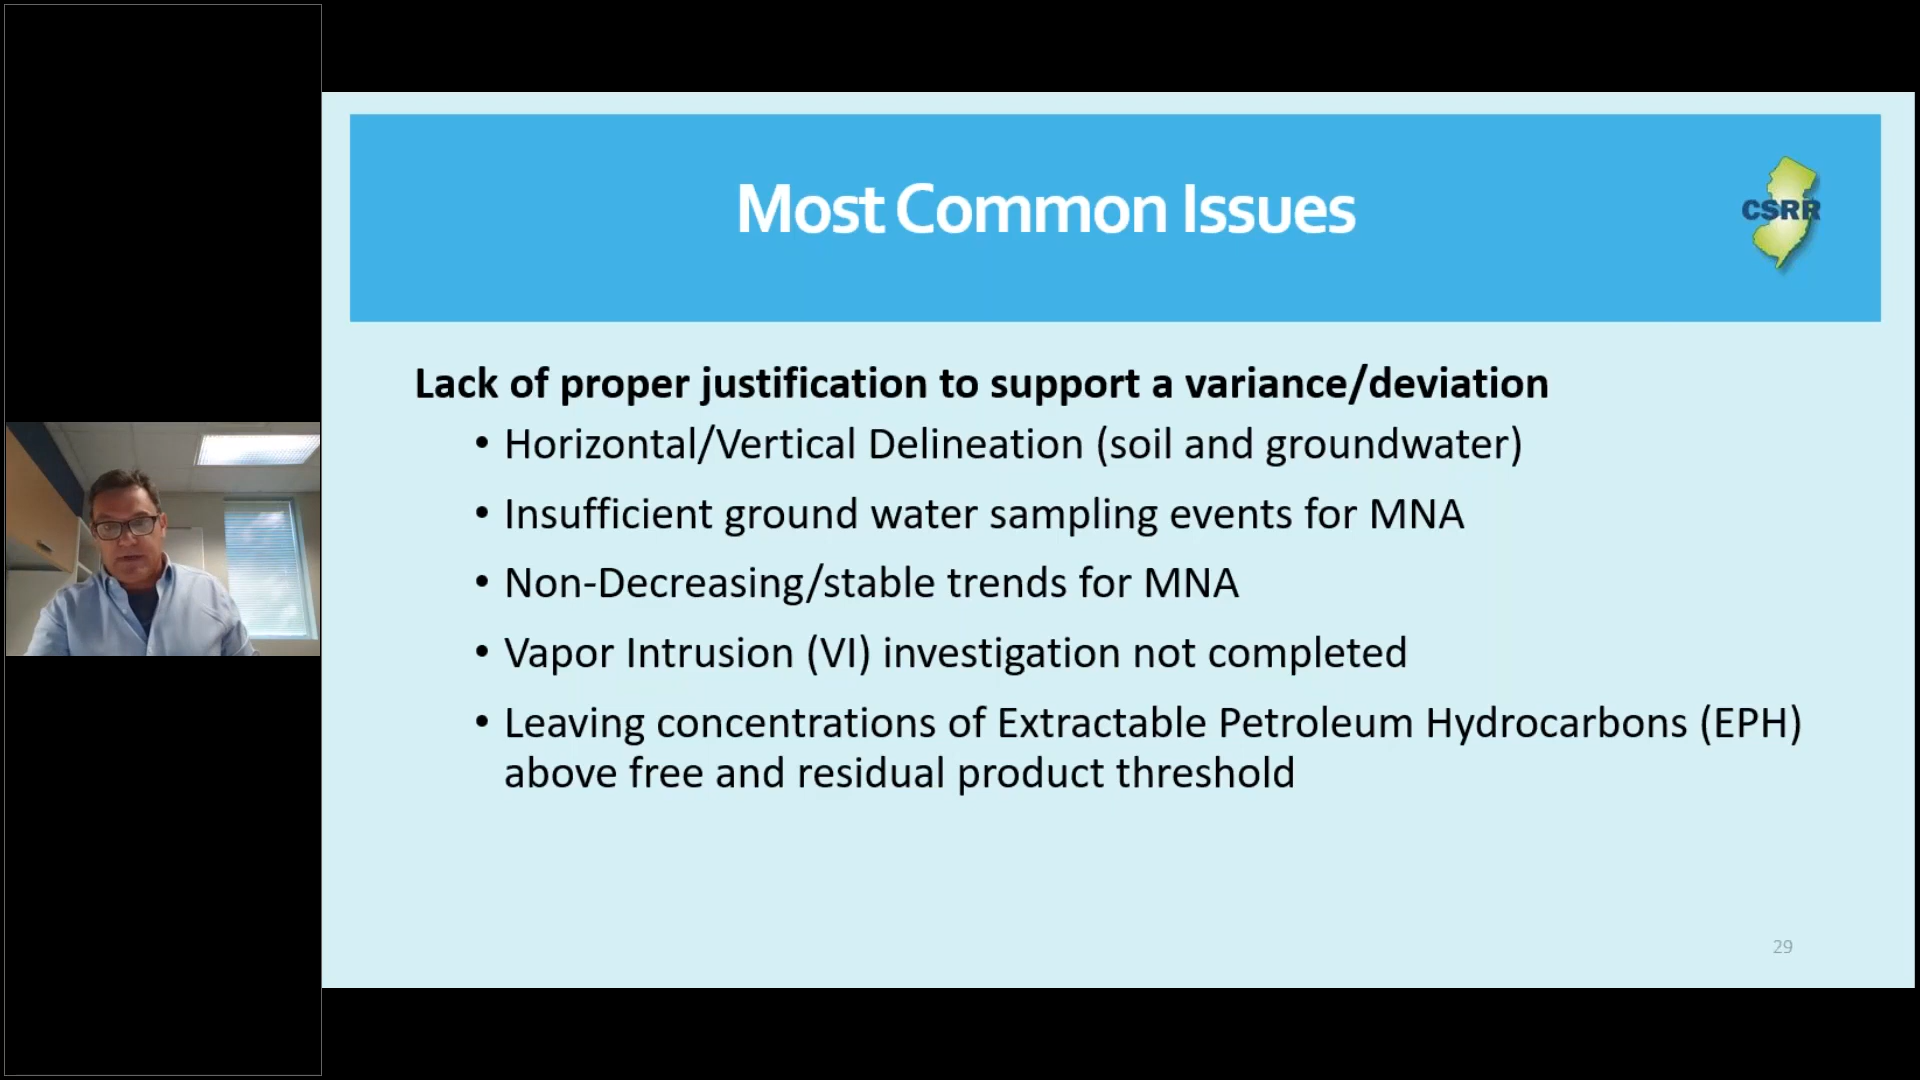 Most Common Issues
CSRR
Lack of proper justification to support a variance/deviation
• Horizontal/Vertical Delineation (soil and groundwater)
• Insufficient ground water sampling events for MNA
• Non-Decreasing/stable trends for MNA
• Vapor Intrusion (VI) investigation not completed
• Leaving concentrations of Extractable Petroleum Hydrocarbons (EPH)
above free and residual product threshold
29